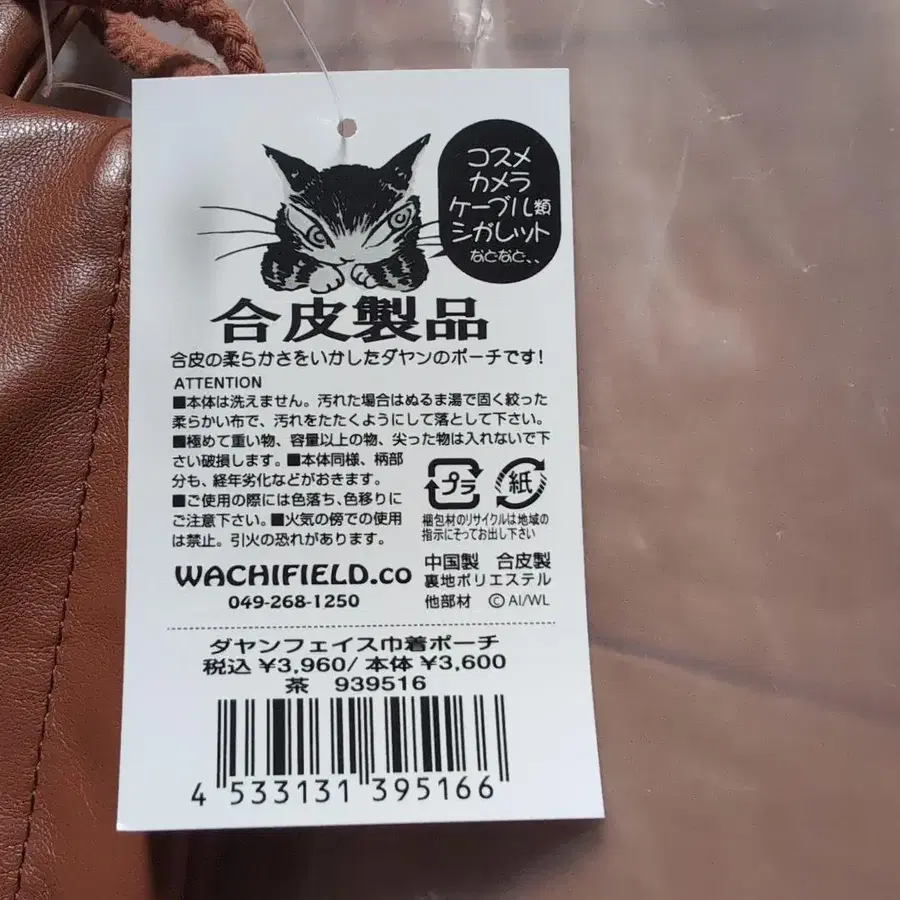 コスメ
カメラ
ケーブル類
シガレット
などなど、、
合皮製品
合皮の柔らかさをいかしたダヤンのポーチです!
ATTENTION
■本体は洗えません。汚れた場合はぬるま湯で固く絞った
柔らかい布で、汚れをたたくようにして落として下さい。
■極めて重い物、容量以上の物、尖った物は入れないで下
さい破損します。■本体同様、柄部
分も、経年劣化などがおきます。
■ご使用の際には色落ち、色移りに
ご注意下さい。■火気の傍での使用
は禁止。引火の恐れがあります。
プラ
紙
梱包材のリサイクルは地域の
指示にそってお出し下さい
WACHIFIELD.co
049-268-1250
中国製 合皮製
裏地ポリエステル
他部材 ©AI/WL
ダヤンフェイス巾着ポーチ
税込 ¥3,960/ 本体 ¥3,600
茶 939516
4 533131 395166